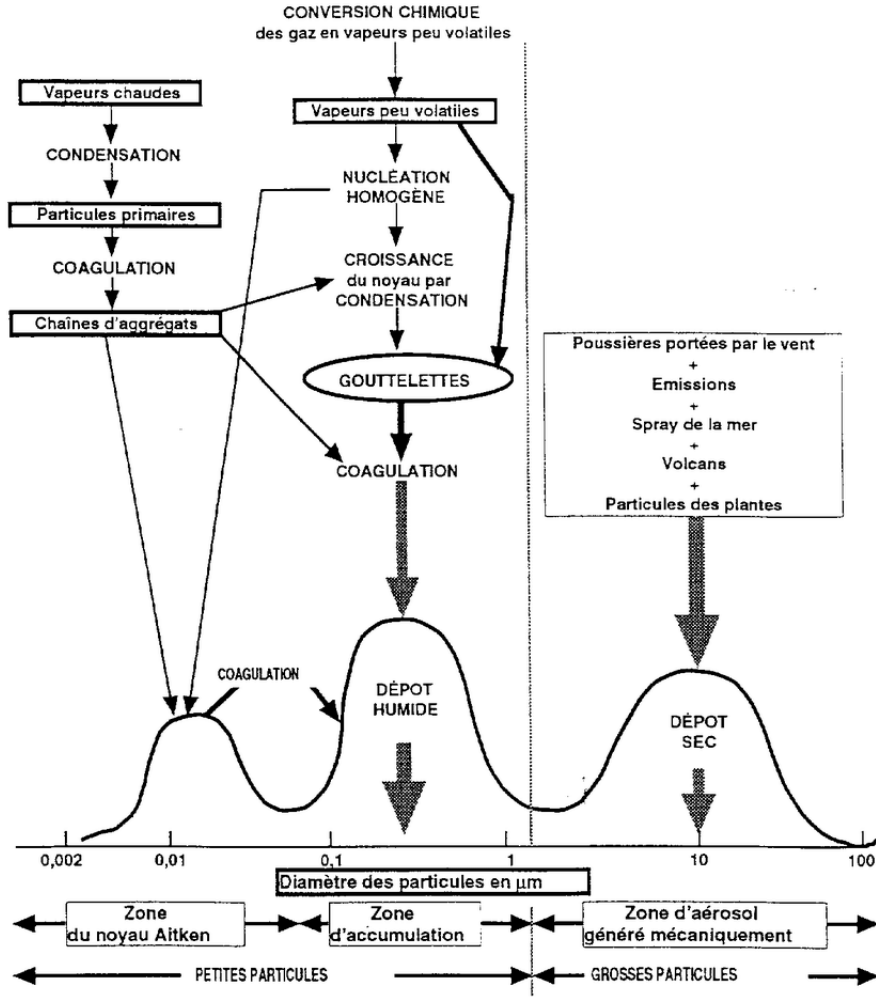 CONVERSION CHIMIQUE
des gaz en vapeurs peu volatiles
Vapeurs chaudes
Vapeurs peu volatiles
CONDENSATION
NUCLÉATION
HOMOGÈNE
Particules primaires
COAGULATION
CROISSANCE
du noyau par
CONDENSATION
Chaînes d'aggrégats
GOUTTELETTES
COAGULATION
Poussières portées par le vent
+
Emissions
+
Spray de la mer
+
Volcans
+
Particules des plantes
COAGULATION
DÉPOT
HUMIDE
DÉPOT
SEC
0,002 0,01 0,1 1 10 100
Diamètre des particules en µm
Zone
du noyau Aitken
Zone
d'accumulation
Zone d'aérosol
généré mécaniquement
PETITES PARTICULES
GROSSES PARTICULES